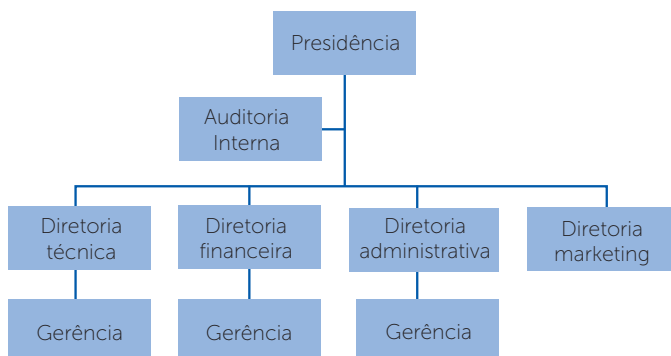 Presidência
Auditoria
Interna
Diretoria
técnica
Diretoria
financeira
Diretoria
administrativa
Diretoria
marketing
Gerência
Gerência
Gerência